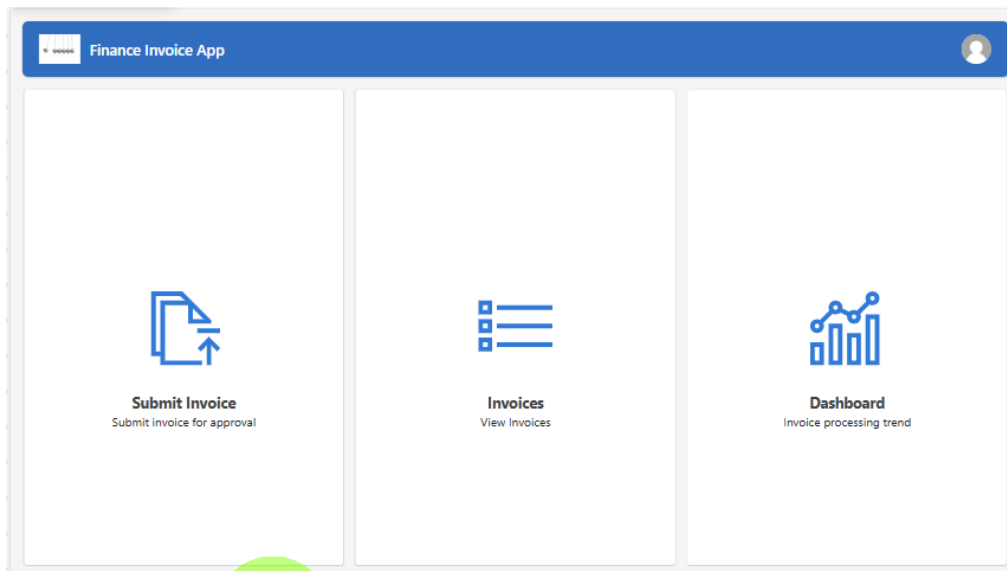 Finance Invoice App
Submit Invoice
Submit invoice for approval
Invoices
View Invoices
Dashboard
Invoice processing trend